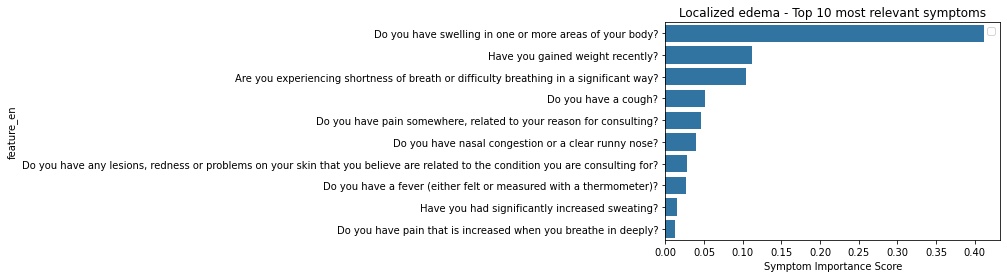 Localized edema - Top 10 most relevant symptoms
Do you have swelling in one or more areas of your body?
Have you gained weight recently?
Are you experiencing shortness of breath or difficulty breathing in a significant way?
Do you have a cough?
Do you have pain somewhere, related to your reason for consulting?
Do you have nasal congestion or a clear runny nose?
Do you have any lesions, redness or problems on your skin that you believe are related to the condition you are consulting for?
Do you have a fever (either felt or measured with a thermometer)?
Have you had significantly increased sweating?
Do you have pain that is increased when you breathe in deeply?
feature_en
0.00 0.05 0.10 0.15 0.20 0.25 0.30 0.35 0.40
Symptom Importance Score